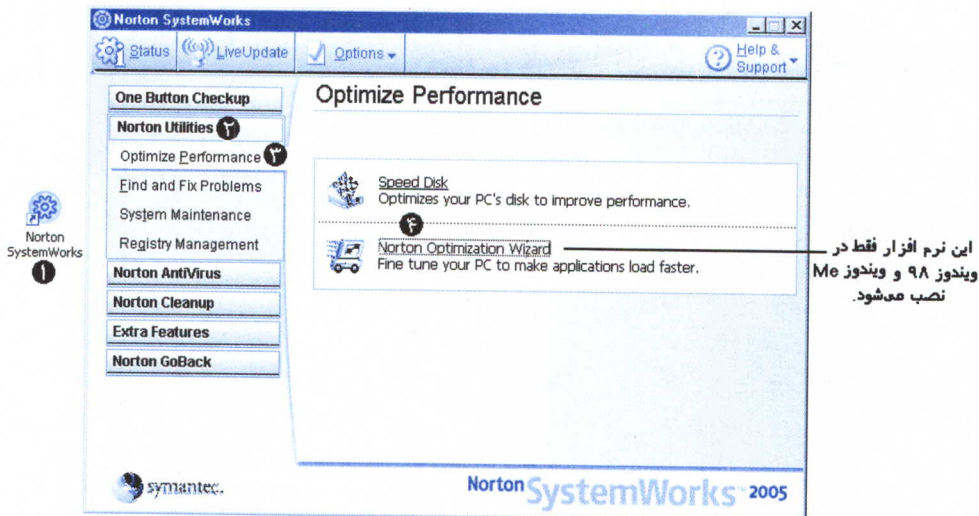 Norton SystemWorks
Status LiveUpdate Options Help & Support
One Button Checkup
Norton Utilities ۲
Optimize Performance ۳
Find and Fix Problems
System Maintenance
Registry Management
Norton AntiVirus
Norton Cleanup
Extra Features
Norton GoBack
Optimize Performance
Speed Disk
Optimizes your PC's disk to improve performance.
۴
Norton Optimization Wizard
Fine tune your PC to make applications load faster.
Norton
SystemWorks
۱
این نرم افزار فقط در
ویندوز ۹۸ و ویندوز Me
نصب می‌شود.
symantec.
Norton SystemWorks 2005